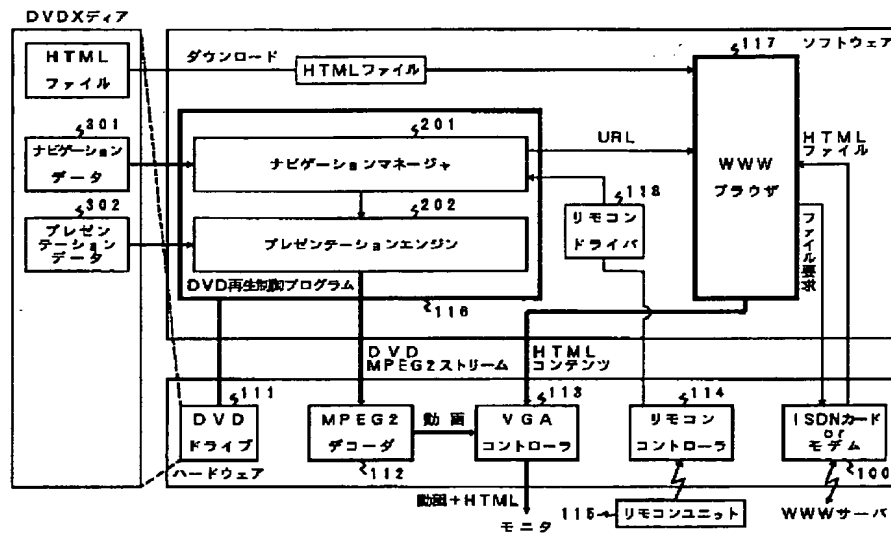 DVDXディア
HTML
ファイル
ダウンロード
HTMLファイル
117
ソフトウェア
301
ナビゲーション
データ
201
ナビゲーションマネージャ
URL
WWW
ブラウザ
HTML
ファイル
118
リモコン
ドライバ
302
プレゼン
テーション
データ
202
プレゼンテーションエンジン
DVD再生制御プログラム
116
ファイル要求
DVD
MPEG2ストリーム
HTML
コンテンツ
111
DVD
ドライブ
ハードウェア
MPEG2
デコーダ
112
動画
113
VGA
コントローラ
114
リモコン
コントローラ
ISDNカード
or
モデム
100
動画+HTML
モニタ
115
リモコンユニット
WWWサーバ